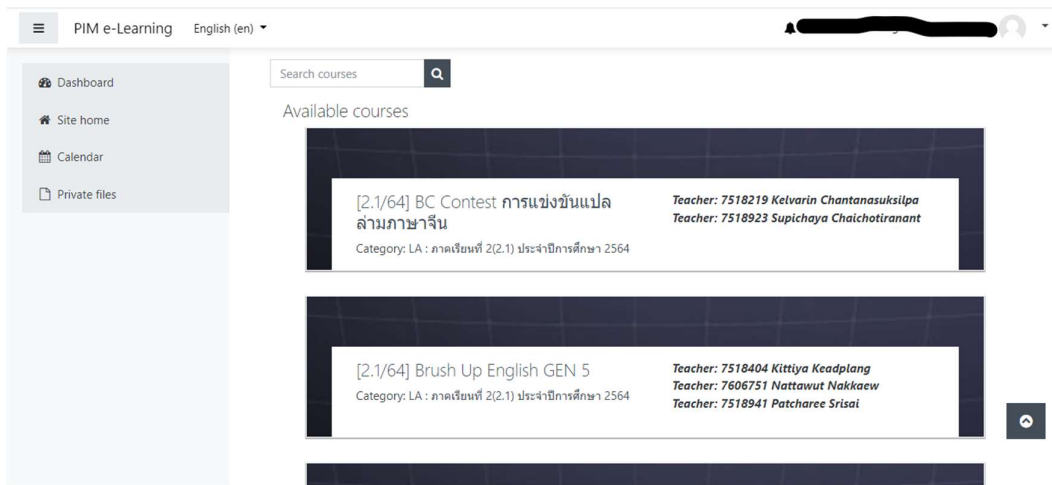 PIM e-Learning English (en)
Dashboard
Site home
Calendar
Private files
Search courses
Available courses
[2.1/64] BC Contest การแข่งขันแปล
ล่ามภาษาจีน
Category: LA : ภาคเรียนที่ 2(2.1) ประจำปีการศึกษา 2564
Teacher: 7518219 Kelvarin Chantanasuksilpa
Teacher: 7518923 Supichaya Chaichotiranant
[2.1/64] Brush Up English GEN 5
Category: LA : ภาคเรียนที่ 2(2.1) ประจำปีการศึกษา 2564
Teacher: 7518404 Kittiya Keadplang
Teacher: 7606751 Nattawut Nakkaew
Teacher: 7518941 Patcharee Srisai